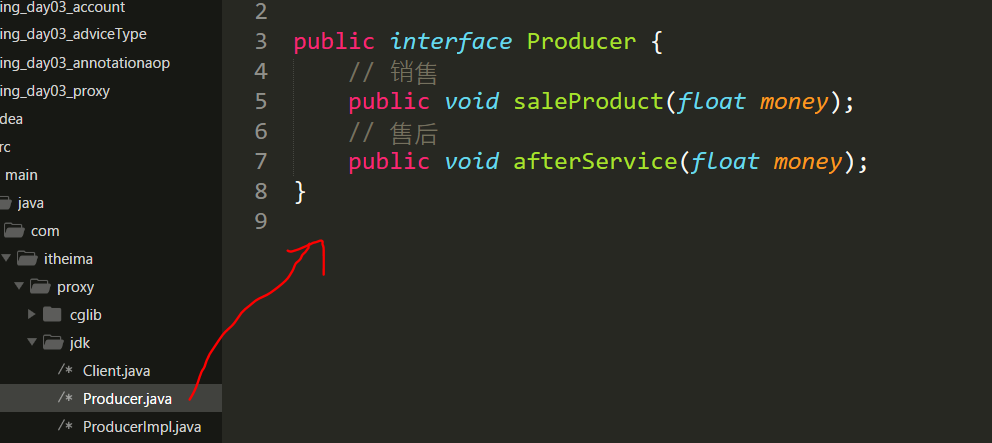 ing_day03_account
ing_day03_adviceType
ing_day03_annotationaop
ing_day03_proxy
dea
rc
main
java
com
itheima
proxy
cglib
jdk
/* Client.java
/* Producer.java
/* ProducerImpl.java
2
3 public interface Producer {
4 // 销售
5 public void saleProduct(float money);
6 // 售后
7 public void afterService(float money);
8 }
9